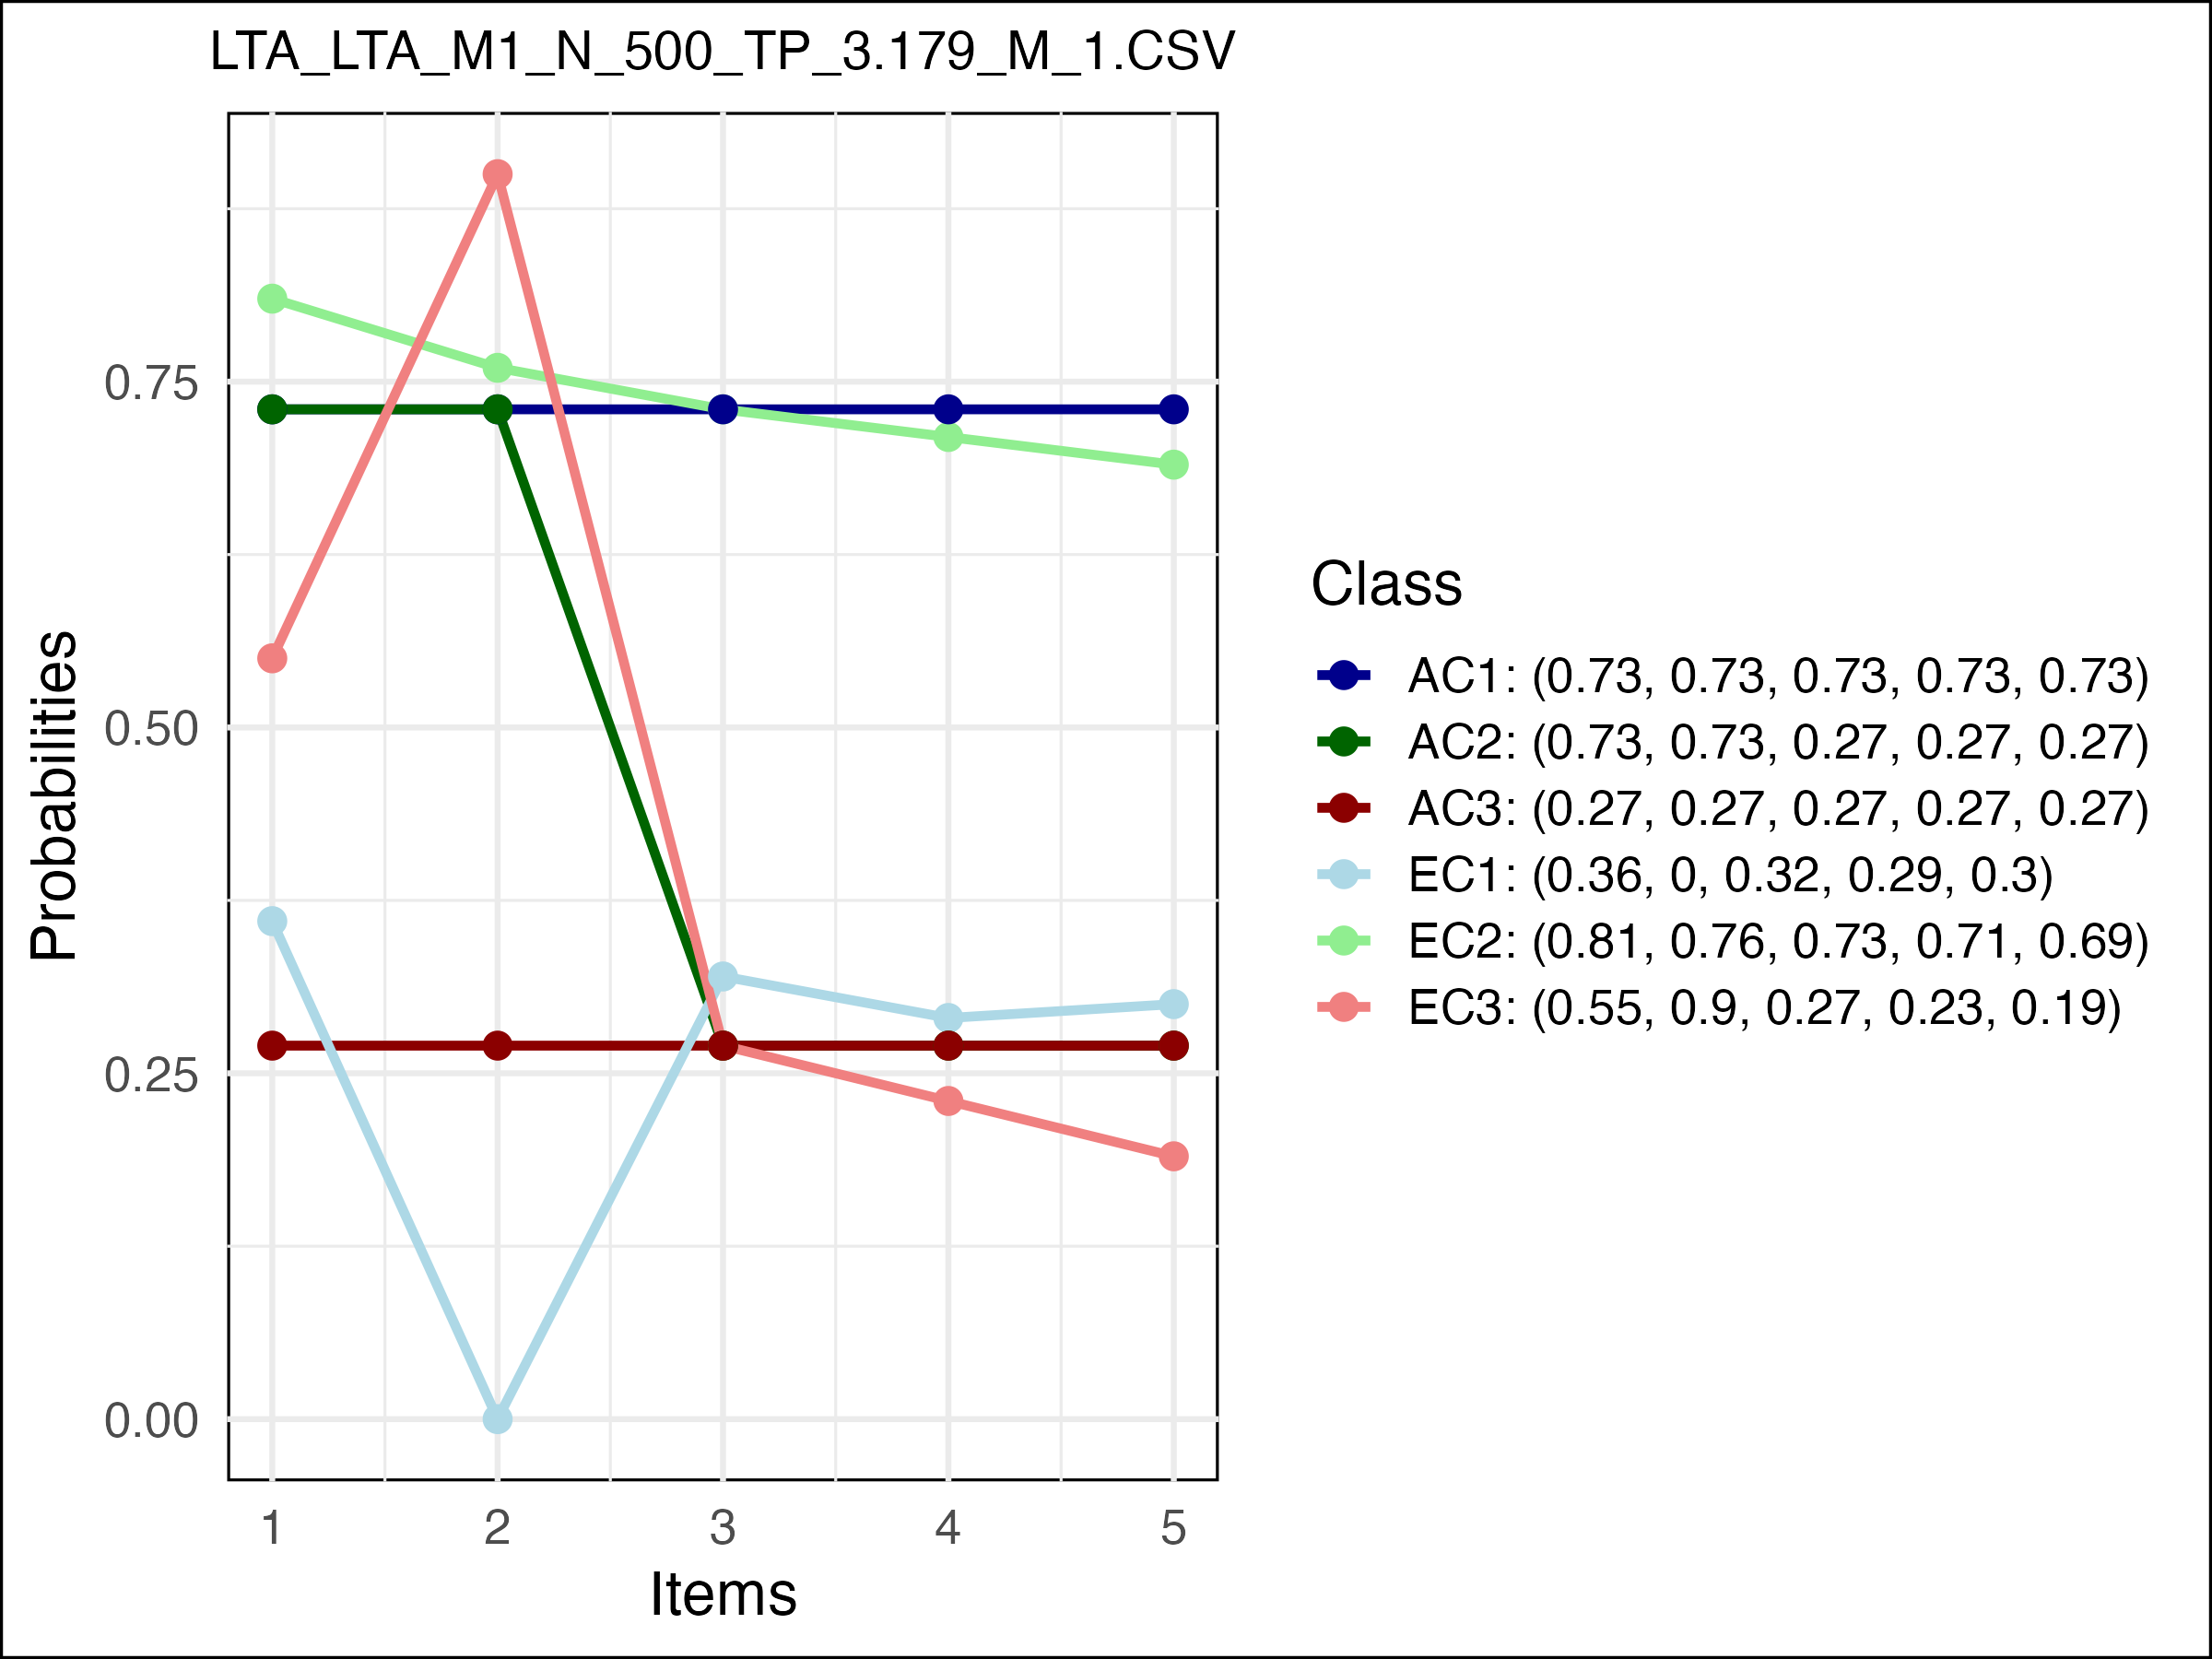 LTA_LTA_M1_N_500_TP_3.179_M_1.CSV
Probabilities
0.75
0.50
0.25
0.00
1 2 3 4 5
Items
Class
AC1: (0.73, 0.73, 0.73, 0.73, 0.73)
AC2: (0.73, 0.73, 0.27, 0.27, 0.27)
AC3: (0.27, 0.27, 0.27, 0.27, 0.27)
EC1: (0.36, 0, 0.32, 0.29, 0.3)
EC2: (0.81, 0.76, 0.73, 0.71, 0.69)
EC3: (0.55, 0.9, 0.27, 0.23, 0.19)